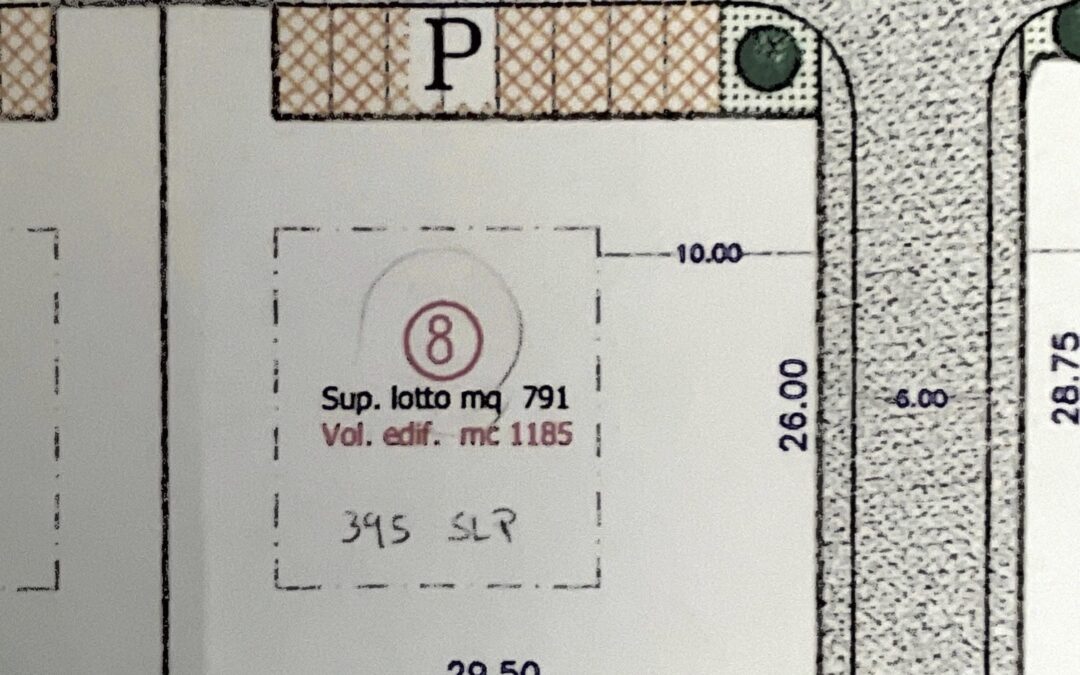 P
10.00
8
Sup. lotto mq 791
Vol. edif. mc 1185
26.00
6.00
28.75
395 SLP
29.50